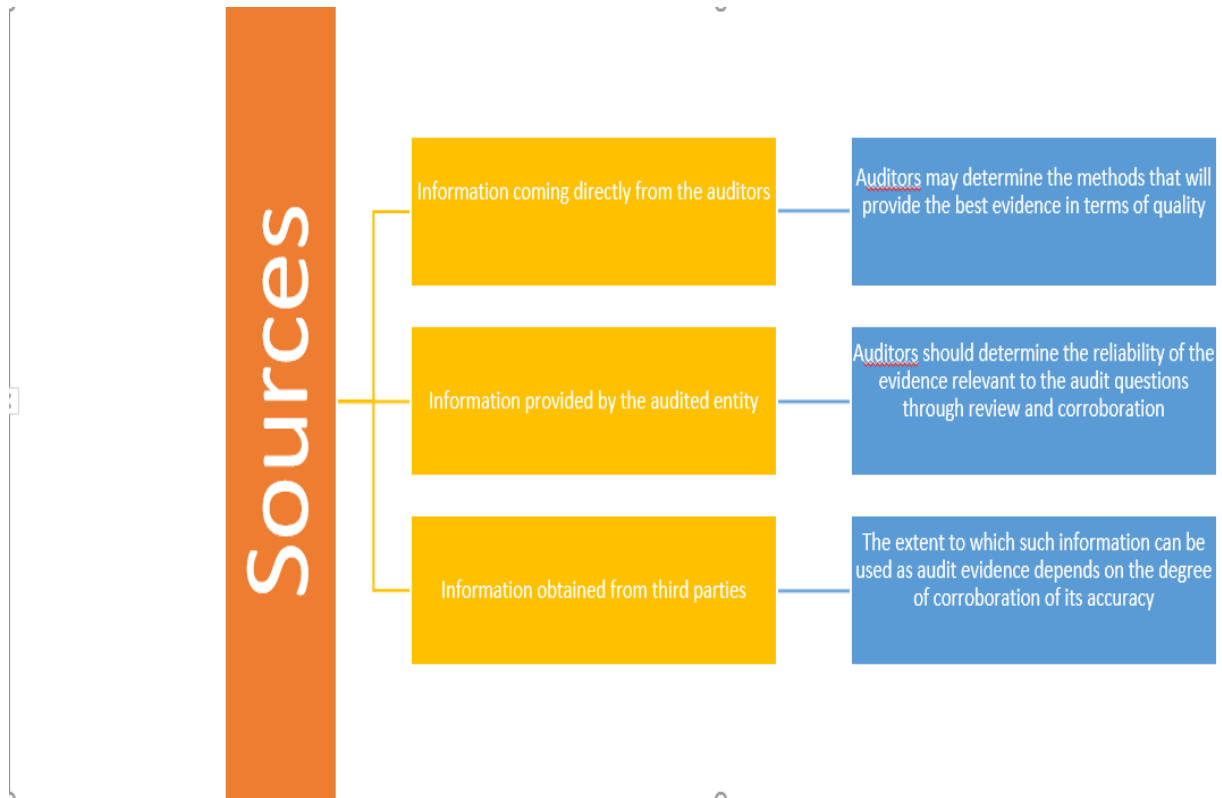 Sources
Information coming directly from the auditors
Auditors may determine the methods that will
provide the best evidence in terms of quality
Information provided by the audited entity
Auditors should determine the reliability of the
evidence relevant to the audit questions
through review and corroboration
Information obtained from third parties
The extent to which such information can be
used as audit evidence depends on the degree
of corroboration of its accuracy